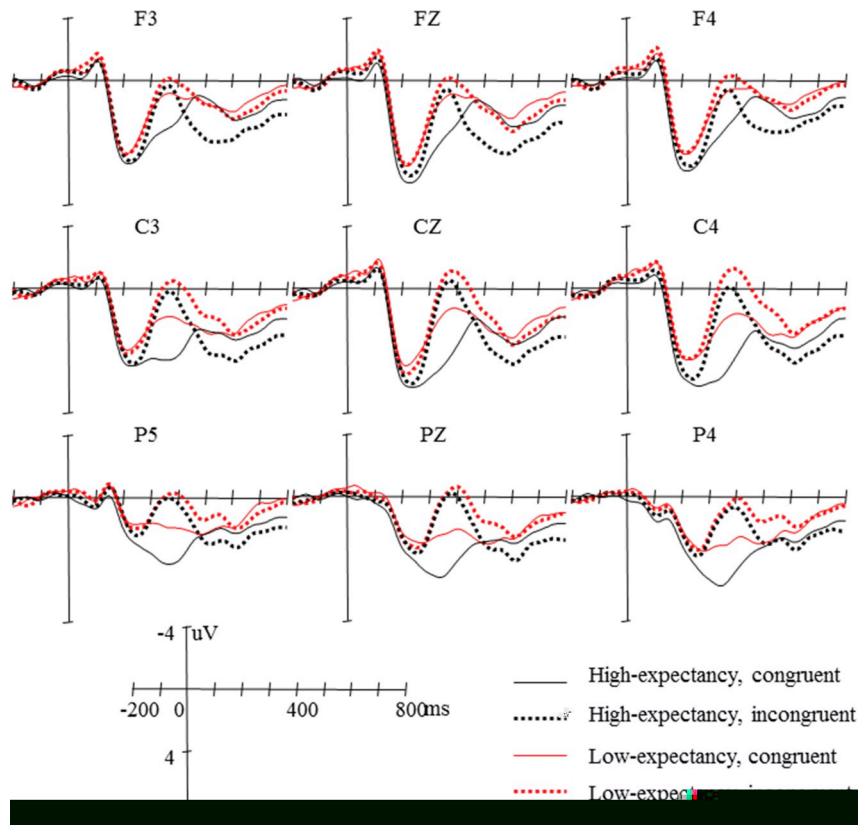 F3 FZ F4
C3 CZ C4
P5 PZ P4
-4 uV
-200 0 400 800 ms
4
High-expectancy, congruent
High-expectancy, incongruent
Low-expectancy, congruent